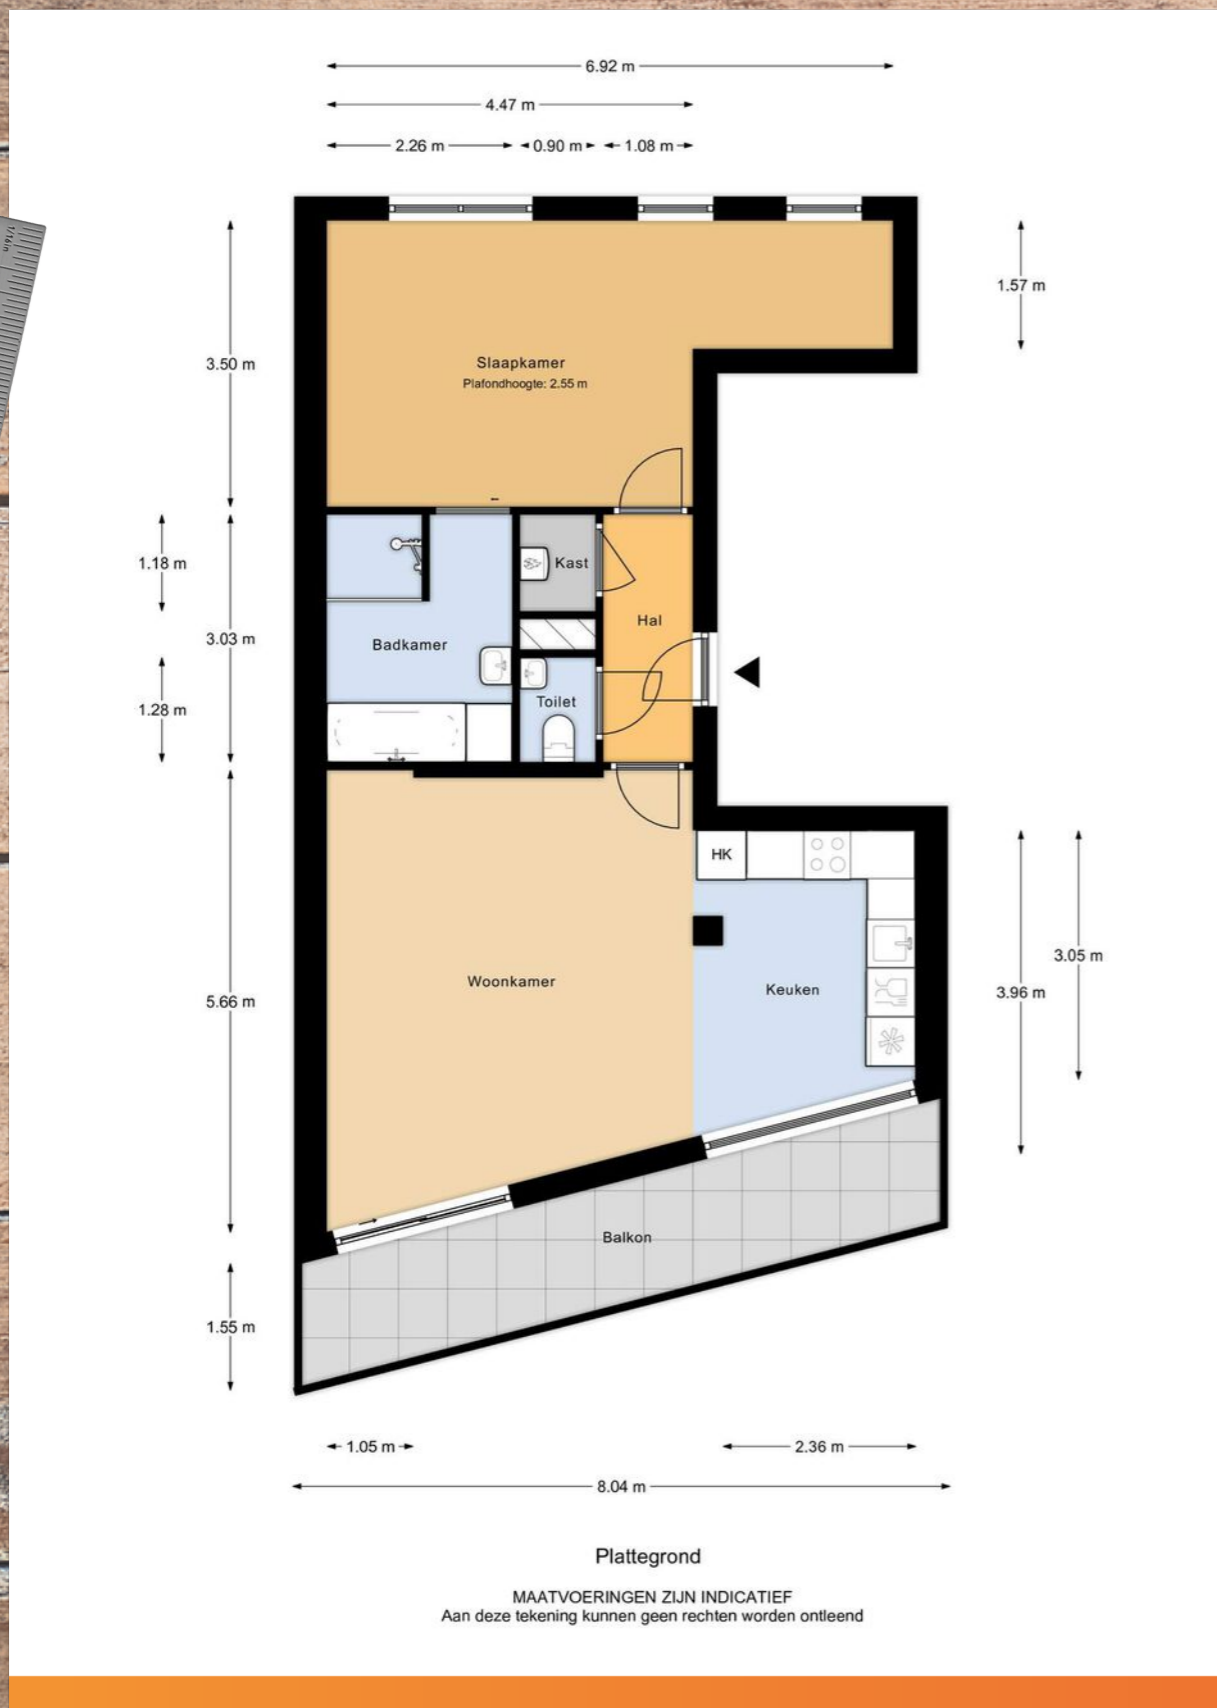 6.92 m
4.47 m
2.26 m
0.90 m
1.08 m
1/16in
1.57 m
3.50 m
Slaapkamer
Plafondhoogte: 2.55 m
1.18 m
Kast
3.03 m
Hal
Badkamer
1.28 m
Toilet
HK
3.05 m
5.66 m
Woonkamer
Keuken
3.96 m
Balkon
1.55 m
1.05 m
2.36 m
8.04 m
Plattegrond
MAATVOERINGEN ZIJN INDICATIEF
Aan deze tekening kunnen geen rechten worden ontleend